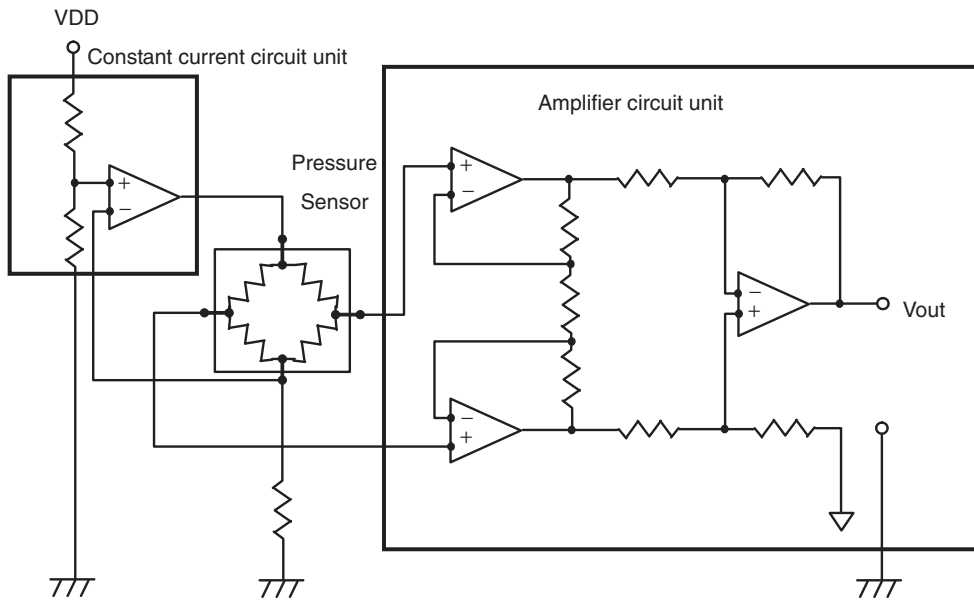 VDD
Constant current circuit unit
Amplifier circuit unit
Pressure
Sensor
+
−
+
−
−
+
−
+
Vout